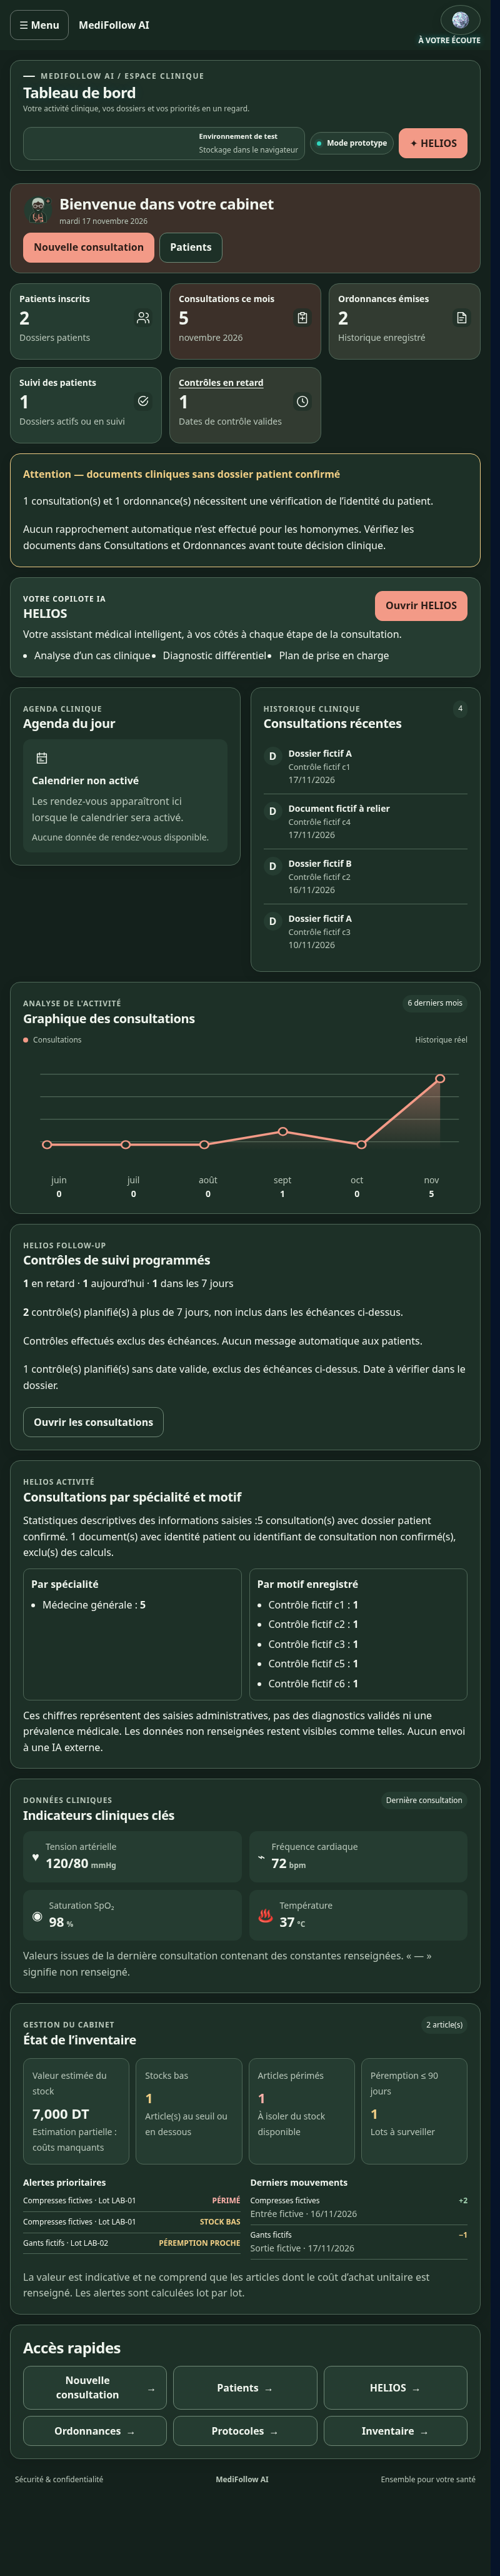 ☰ Menu
MediFollow AI
À VOTRE ÉCOUTE
MEDIFOLLOW AI / ESPACE CLINIQUE
Tableau de bord
Votre activité clinique, vos dossiers et vos priorités en un regard.
Environnement de test
Stockage dans le navigateur
Mode prototype
✦ HELIOS
Bienvenue dans votre cabinet
mardi 17 novembre 2026
Nouvelle consultation
Patients
Patients inscrits
2
Dossiers patients
Consultations ce mois
5
novembre 2026
Ordonnances émises
2
Historique enregistré
Suivi des patients
1
Dossiers actifs ou en suivi
Contrôles en retard
1
Dates de contrôle valides
Attention — documents cliniques sans dossier patient confirmé
1 consultation(s) et 1 ordonnance(s) nécessitent une vérification de l’identité du patient.
Aucun rapprochement automatique n’est effectué pour les homonymes. Vérifiez les
documents dans Consultations et Ordonnances avant toute décision clinique.
VOTRE COPILOTE IA
HELIOS
Ouvrir HELIOS
Votre assistant médical intelligent, à vos côtés à chaque étape de la consultation.
• Analyse d’un cas clinique • Diagnostic différentiel • Plan de prise en charge
AGENDA CLINIQUE
Agenda du jour
Calendrier non activé
Les rendez-vous apparaîtront ici
lorsque le calendrier sera activé.
Aucune donnée de rendez-vous disponible.
HISTORIQUE CLINIQUE
4
Consultations récentes
D
Dossier fictif A
Contrôle fictif c1
17/11/2026
D
Document fictif à relier
Contrôle fictif c4
17/11/2026
D
Dossier fictif B
Contrôle fictif c2
16/11/2026
D
Dossier fictif A
Contrôle fictif c3
10/11/2026
ANALYSE DE L’ACTIVITÉ
6 derniers mois
Graphique des consultations
Consultations
Historique réel
juin juil août sept oct nov
0 0 0 1 0 5
HELIOS FOLLOW-UP
Contrôles de suivi programmés
1 en retard · 1 aujourd’hui · 1 dans les 7 jours
2 contrôle(s) planifié(s) à plus de 7 jours, non inclus dans les échéances ci-dessus.
Contrôles effectués exclus des échéances. Aucun message automatique aux patients.
1 contrôle(s) planifié(s) sans date valide, exclus des échéances ci-dessus. Date à vérifier dans le
dossier.
Ouvrir les consultations
HELIOS ACTIVITÉ
Consultations par spécialité et motif
Statistiques descriptives des informations saisies :5 consultation(s) avec dossier patient
confirmé. 1 document(s) avec identité patient ou identifiant de consultation non confirmé(s),
exclu(s) des calculs.
Par spécialité
• Médecine générale : 5
Par motif enregistré
• Contrôle fictif c1 : 1
• Contrôle fictif c2 : 1
• Contrôle fictif c3 : 1
• Contrôle fictif c5 : 1
• Contrôle fictif c6 : 1
Ces chiffres représentent des saisies administratives, pas des diagnostics validés ni une
prévalence médicale. Les données non renseignées restent visibles comme telles. Aucun envoi
à une IA externe.
DONNÉES CLINIQUES
Dernière consultation
Indicateurs cliniques clés
Tension artérielle
120/80 mmHg
Fréquence cardiaque
72 bpm
Saturation SpO₂
98 %
Température
37 °C
Valeurs issues de la dernière consultation contenant des constantes renseignées. « — »
signifie non renseigné.
GESTION DU CABINET
2 article(s)
État de l’inventaire
Valeur estimée du
stock
7,000 DT
Estimation partielle :
coûts manquants
Stocks bas
1
Article(s) au seuil ou
en dessous
Articles périmés
1
À isoler du stock
disponible
Péremption ≤ 90
jours
1
Lots à surveiller
Alertes prioritaires
Compresses fictives · Lot LAB-01 PÉRIMÉ
Compresses fictives · Lot LAB-01 STOCK BAS
Gants fictifs · Lot LAB-02 PÉREMPTION PROCHE
Derniers mouvements
Compresses fictives +2
Entrée fictive · 16/11/2026
Gants fictifs −1
Sortie fictive · 17/11/2026
La valeur est indicative et ne comprend que les articles dont le coût d’achat unitaire est
renseigné. Les alertes sont calculées lot par lot.
Accès rapides
Nouvelle
consultation →
Patients →
HELIOS →
Ordonnances →
Protocoles →
Inventaire →
Sécurité & confidentialité
MediFollow AI
Ensemble pour votre santé